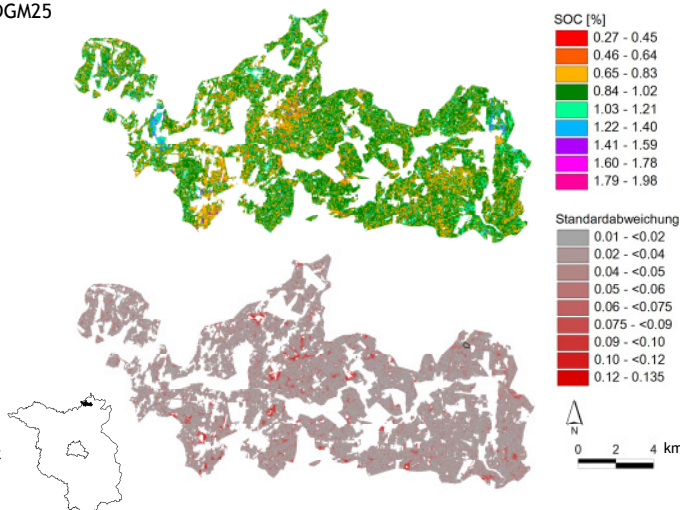 DGM25
SOC [%]
0.27 - 0.45
0.46 - 0.64
0.65 - 0.83
0.84 - 1.02
1.03 - 1.21
1.22 - 1.40
1.41 - 1.59
1.60 - 1.78
1.79 - 1.98
Standardabweichung
0.01 - <0.02
0.02 - <0.04
0.04 - <0.05
0.05 - <0.06
0.06 - <0.075
0.075 - <0.09
0.09 - <0.10
0.10 - <0.12
0.12 - 0.135
N
0 2 4 km